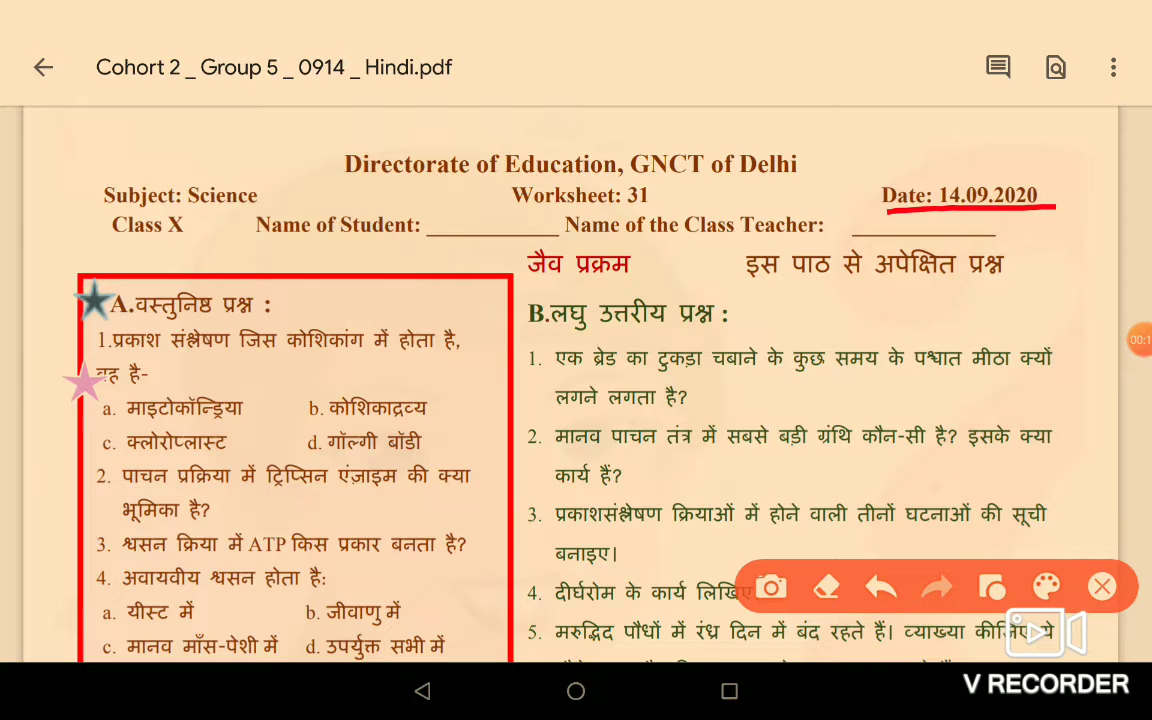 Cohort 2 _ Group 5 _ 0914 _ Hindi.pdf
Directorate of Education, GNCT of Delhi
Subject: Science Worksheet: 31 Date: 14.09.2020
Class X Name of Student: ____________ Name of the Class Teacher: _____________
जैव प्रक्रम इस पाठ से अपेक्षित प्रश्न
A.वस्तुनिष्ठ प्रश्न :
1.प्रकाश संश्लेषण जिस कोशिकांग में होता है,
वह है-
a. माइटोकॉन्ड्रिया b. कोशिकाद्रव्य
c. क्लोरोप्लास्ट d. गॉल्गी बॉडी
2. पाचन प्रक्रिया में ट्रिप्सिन एंज़ाइम की क्या
भूमिका है?
3. श्वसन क्रिया में ATP किस प्रकार बनता है?
4. अवायवीय श्वसन होता है:
a. यीस्ट में b. जीवाणु में
c. मानव माँस-पेशी में d. उपर्युक्त सभी में
B.लघु उत्तरीय प्रश्न :
1. एक ब्रेड का टुकड़ा चबाने के कुछ समय के पश्चात मीठा क्यों
लगने लगता है?
2. मानव पाचन तंत्र में सबसे बड़ी ग्रंथि कौन-सी है? इसके क्या
कार्य हैं?
3. प्रकाशसंश्लेषण क्रियाओं में होने वाली तीनों घटनाओं की सूची
बनाइए।
4. दीर्घरोम के कार्य लिखिए
5. मरुद्भिद पौधों में रंध्र दिन में बंद रहते हैं। व्याख्या कीजिए ये
00:1
V RECORDER